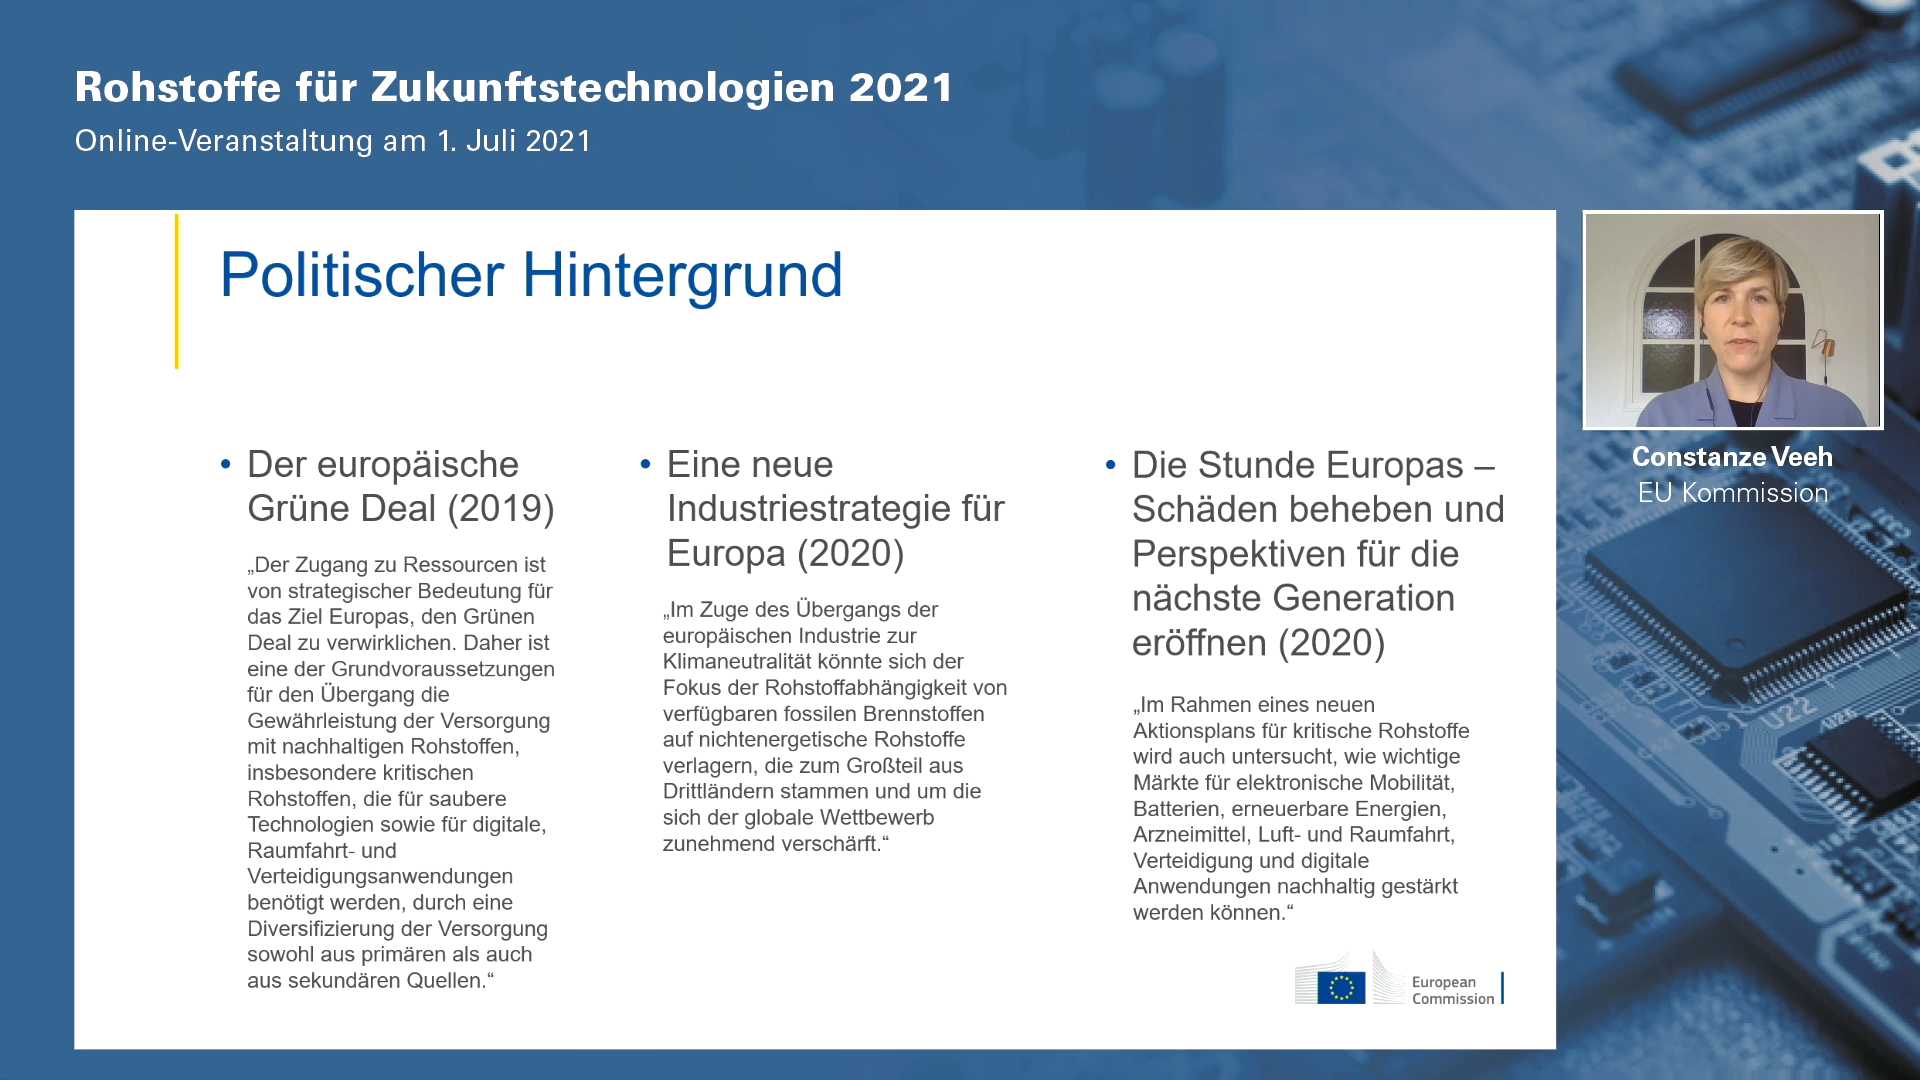 Rohstoffe für Zukunftstechnologien 2021
Online-Veranstaltung am 1. Juli 2021
Politischer Hintergrund
• Der europäische
Grüne Deal (2019)
„Der Zugang zu Ressourcen ist
von strategischer Bedeutung für
das Ziel Europas, den Grünen
Deal zu verwirklichen. Daher ist
eine der Grundvoraussetzungen
für den Übergang die
Gewährleistung der Versorgung
mit nachhaltigen Rohstoffen,
insbesondere kritischen
Rohstoffen, die für saubere
Technologien sowie für digitale,
Raumfahrt- und
Verteidigungsanwendungen
benötigt werden, durch eine
Diversifizierung der Versorgung
sowohl aus primären als auch
aus sekundären Quellen.“
• Eine neue
Industriestrategie für
Europa (2020)
„Im Zuge des Übergangs der
europäischen Industrie zur
Klimaneutralität könnte sich der
Fokus der Rohstoffabhängigkeit von
verfügbaren fossilen Brennstoffen
auf nichtenergetische Rohstoffe
verlagern, die zum Großteil aus
Drittländern stammen und um die
sich der globale Wettbewerb
zunehmend verschärft.“
• Die Stunde Europas –
Schäden beheben und
Perspektiven für die
nächste Generation
eröffnen (2020)
„Im Rahmen eines neuen
Aktionsplans für kritische Rohstoffe
wird auch untersucht, wie wichtige
Märkte für elektronische Mobilität,
Batterien, erneuerbare Energien,
Arzneimittel, Luft- und Raumfahrt,
Verteidigung und digitale
Anwendungen nachhaltig gestärkt
werden können.“
European
Commission
Constanze Veeh
EU Kommission
U22